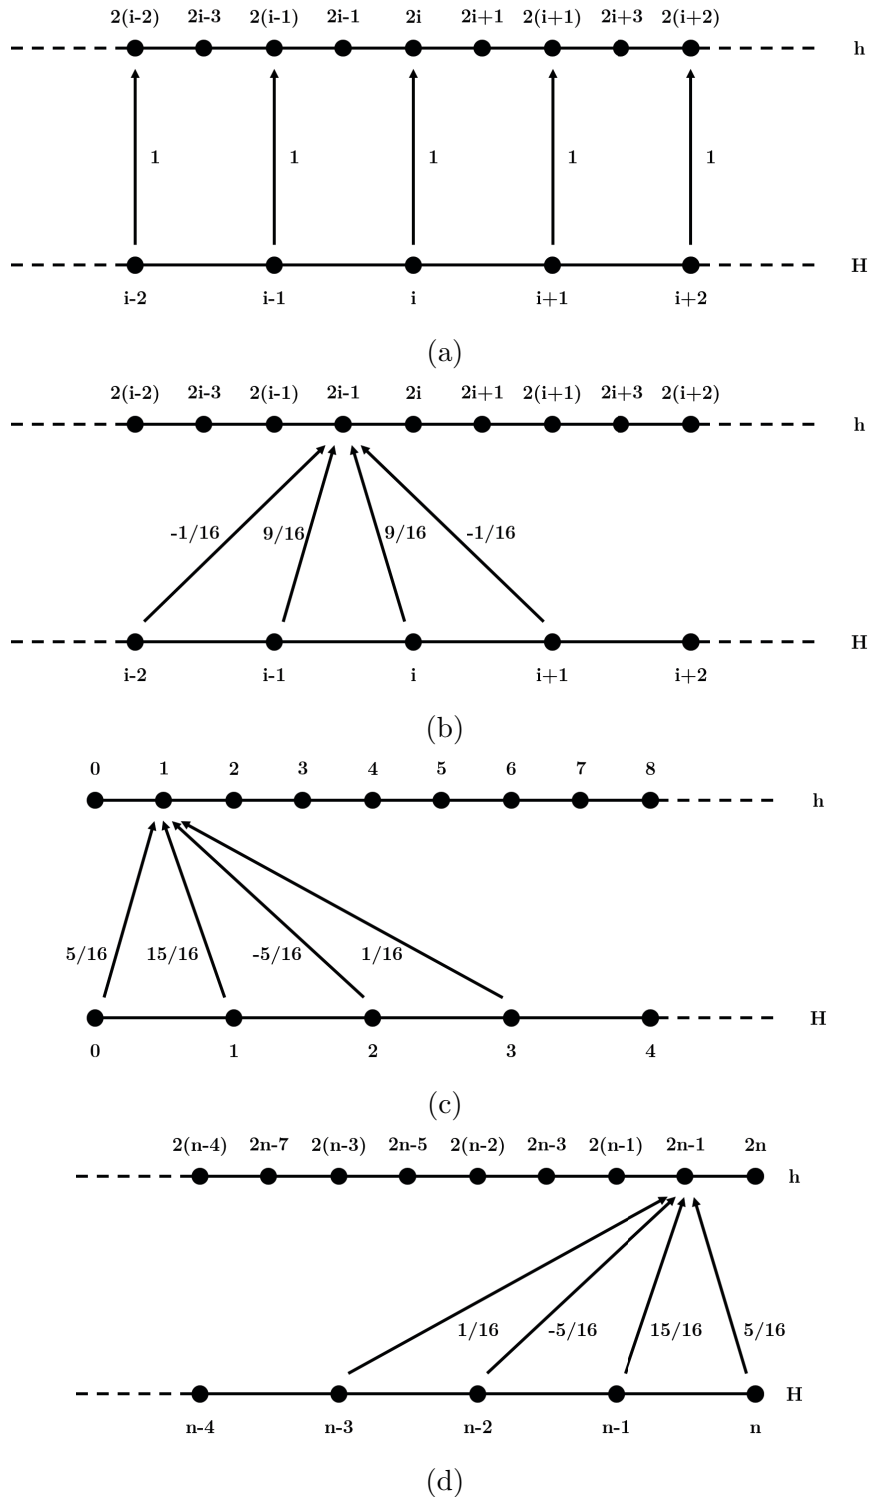 2(i-2) 2i-3 2(i-1) 2i-1 2i 2i+1 2(i+1) 2i+3 2(i+2)
h
1 1 1 1 1
H
i-2 i-1 i i+1 i+2
(a)
2(i-2) 2i-3 2(i-1) 2i-1 2i 2i+1 2(i+1) 2i+3 2(i+2)
h
-1/16 9/16 9/16 -1/16
H
i-2 i-1 i i+1 i+2
(b)
0 1 2 3 4 5 6 7 8
h
5/16 15/16 -5/16 1/16
H
0 1 2 3 4
(c)
2(n-4) 2n-7 2(n-3) 2n-5 2(n-2) 2n-3 2(n-1) 2n-1 2n
h
1/16 -5/16 15/16 5/16
H
n-4 n-3 n-2 n-1 n
(d)